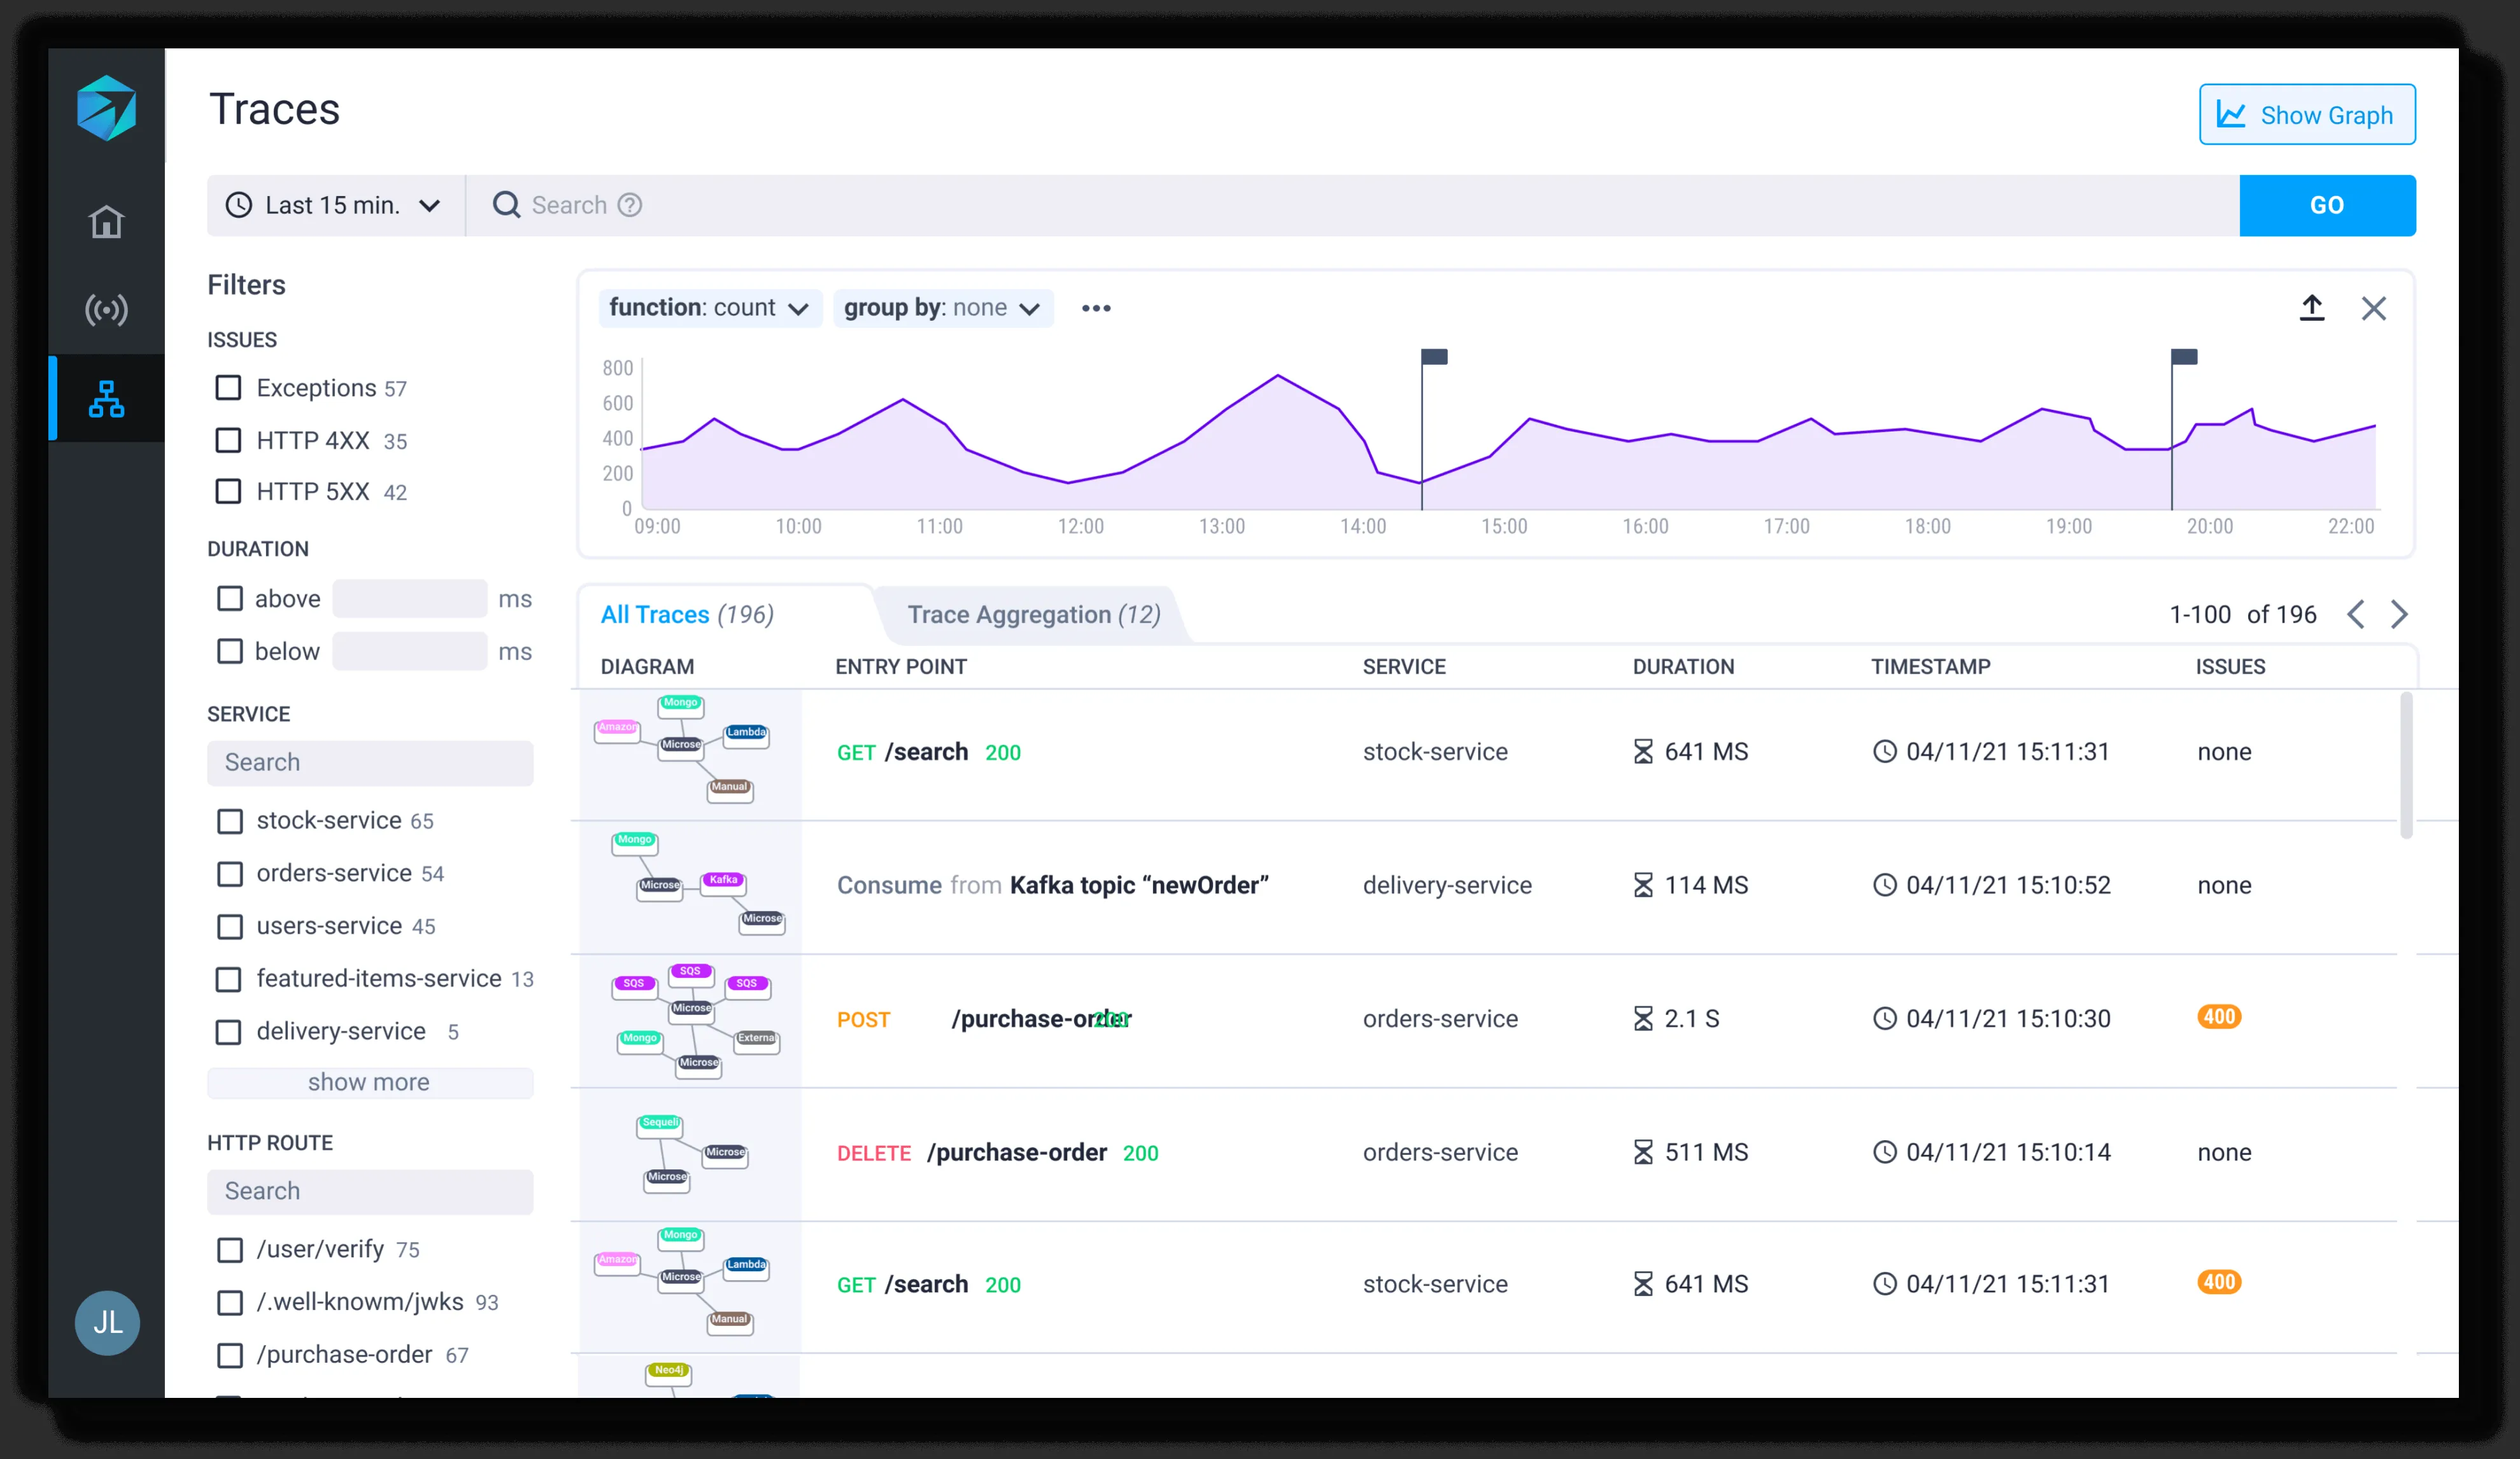 Traces
Show Graph
Last 15 min.
Search ?
GO
Filters
ISSUES
Exceptions 57
HTTP 4XX 35
HTTP 5XX 42
DURATION
above ms
below ms
SERVICE
Search
stock-service 65
orders-service 54
users-service 45
featured-items-service 13
delivery-service 5
show more
HTTP ROUTE
Search
/user/verify 75
/.well-knowm/jwks 93
/purchase-order 67
JL
function: count
group by: none
800
600
400
200
0
09:00 10:00 11:00 12:00 13:00 14:00 15:00 16:00 17:00 18:00 19:00 20:00 22:00
All Traces (196)
Trace Aggregation (12)
1-100 of 196
DIAGRAM ENTRY POINT SERVICE DURATION TIMESTAMP ISSUES
Mongo
Amazon
Lambda
Microse
Manual
GET /search 200 stock-service 641 MS 04/11/21 15:11:31 none
Mongo
Kafka
Microse
Microse
Consume from Kafka topic “newOrder” delivery-service 114 MS 04/11/21 15:10:52 none
SQS
SQS
SQS
Microse
Mongo
Externa
Microse
POST /purchase-order 200 orders-service 2.1 S 04/11/21 15:10:30 400
Sequeli
Microse
Microse
DELETE /purchase-order 200 orders-service 511 MS 04/11/21 15:10:14 none
Mongo
Amazon
Lambda
Microse
Manual
GET /search 200 stock-service 641 MS 04/11/21 15:11:31 400
Neo4j